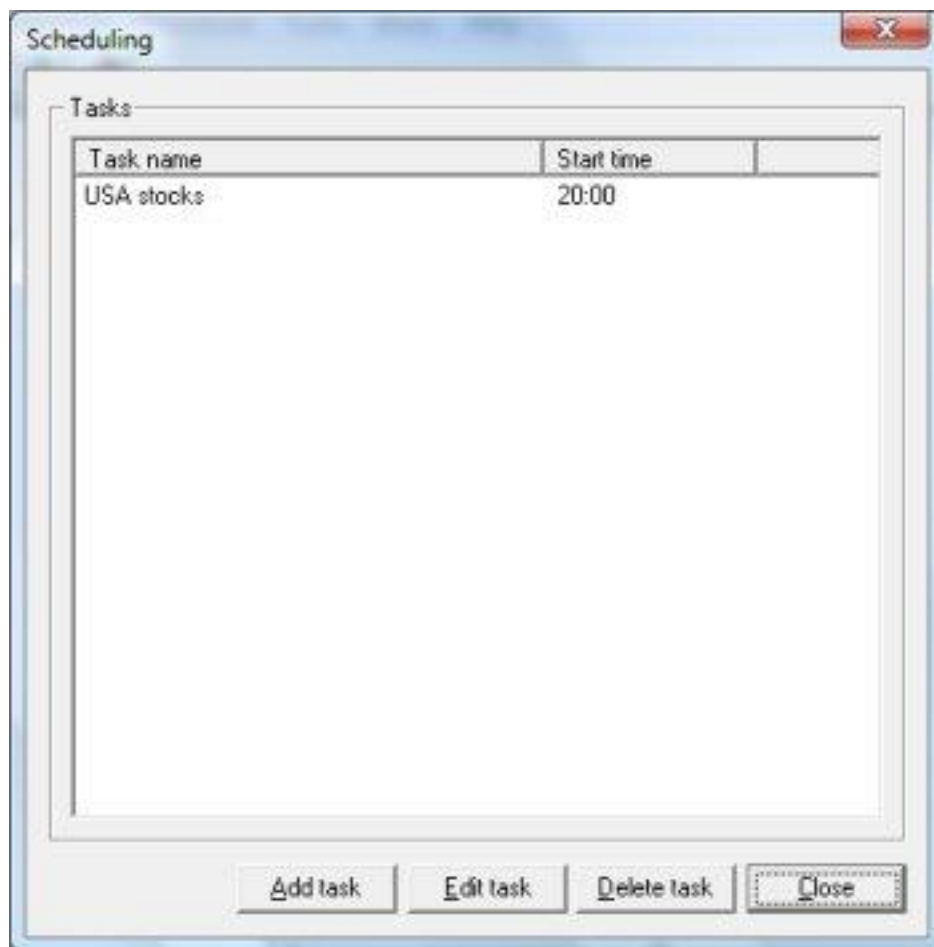 Scheduling
Tasks
Task name Start time
USA stocks 20:00
Add task Edit task Delete task Close